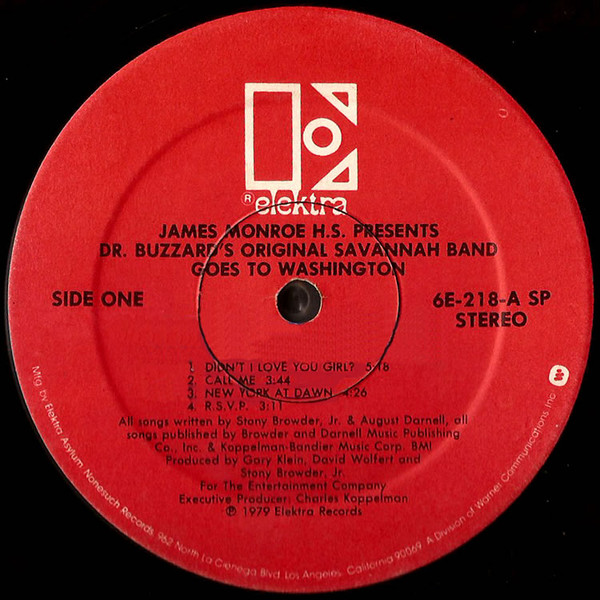 ® elektra
JAMES MONROE H.S. PRESENTS
DR. BUZZARD'S ORIGINAL SAVANNAH BAND
GOES TO WASHINGTON
SIDE ONE
6E-218-A SP
STEREO
1. DIDN'T I LOVE YOU GIRL? 5:18
2. CALL ME 3:44
3. NEW YORK AT DAWN 4:26
4. R.S.V.P. 3:11
All songs written by Stony Browder, Jr. & August Darnell, all
songs published by Browder and Darnell Music Publishing
Co., Inc. & Koppelman-Bandier Music Corp. BMI
Produced by Gary Klein, David Wolfert and
Stony Browder, Jr.
For The Entertainment Company
Executive Producer: Charles Koppelman
℗ 1979 Elektra Records
Mfg by Elektra Asylum Nonesuch Records, 962 North La Cienega Blvd. Los Angeles, California 90069. A Division of Warner Communications Inc